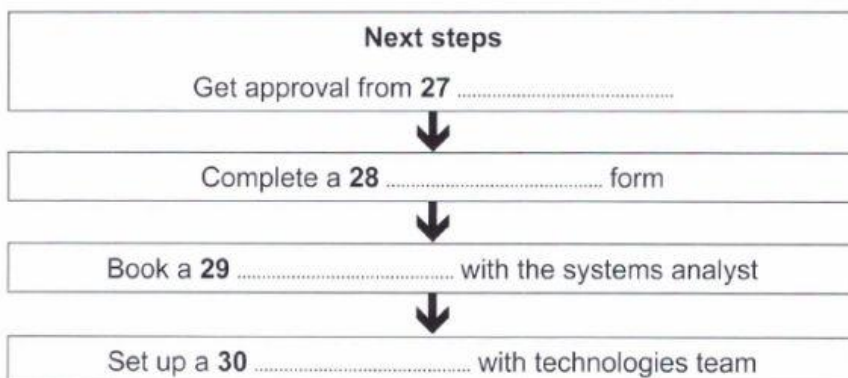 Next steps
Get approval from 27 ........................................
↓
Complete a 28 ........................................ form
↓
Book a 29 ........................................ with the systems analyst
↓
Set up a 30 ........................................ with technologies team